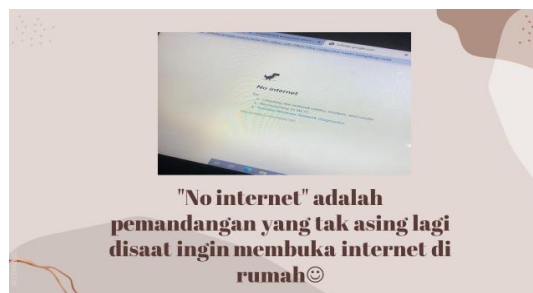 No internet
"No internet" adalah
pemandangan yang tak asing lagi
disaat ingin membuka internet di
rumah☺